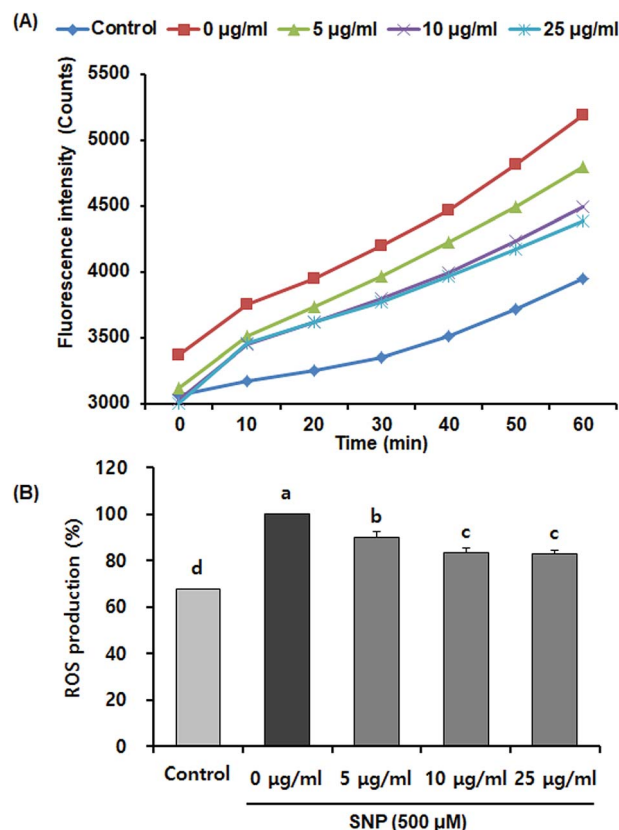 (A)
Control 0 µg/ml 5 µg/ml 10 µg/ml 25 µg/ml
Fluorescence intensity (Counts)
5500
5000
4500
4000
3500
3000
0 10 20 30 40 50 60
Time (min)
(B)
ROS production (%)
120
100
80
60
40
20
0
d
a
b
c
c
Control 0 µg/ml 5 µg/ml 10 µg/ml 25 µg/ml
SNP (500 µM)